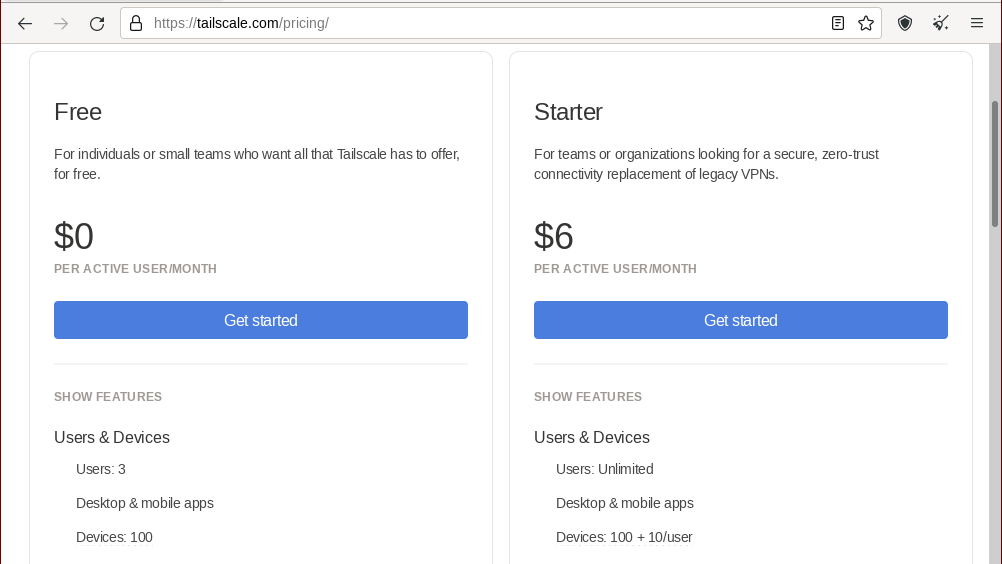 https://tailscale.com/pricing/
Free
For individuals or small teams who want all that Tailscale has to offer,
for free.
$0
PER ACTIVE USER/MONTH
Get started
SHOW FEATURES
Users & Devices
Users: 3
Desktop & mobile apps
Devices: 100
Starter
For teams or organizations looking for a secure, zero-trust
connectivity replacement of legacy VPNs.
$6
PER ACTIVE USER/MONTH
Get started
SHOW FEATURES
Users & Devices
Users: Unlimited
Desktop & mobile apps
Devices: 100 + 10/user